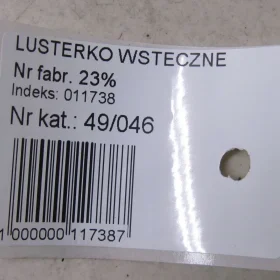 LUSTERKO WSTECZNE
Nr fabr. 23%
Indeks: 011738
Nr kat.: 49/046
1 000000 117387